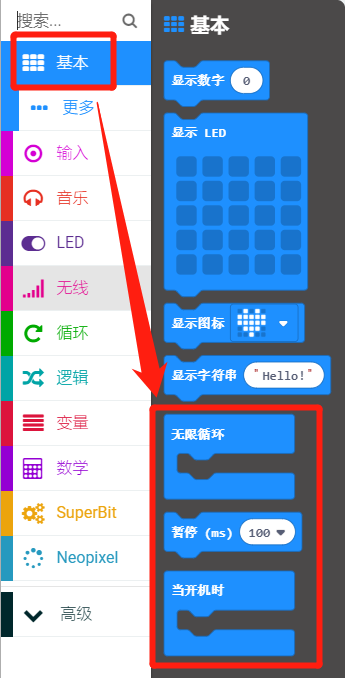 搜索...
基本
更多
输入
音乐
LED
无线
循环
逻辑
变量
数学
SuperBit
Neopixel
高级
基本
显示数字 0
显示 LED
显示图标
显示字符串 "Hello!"
无限循环
暂停 (ms) 100
当开机时